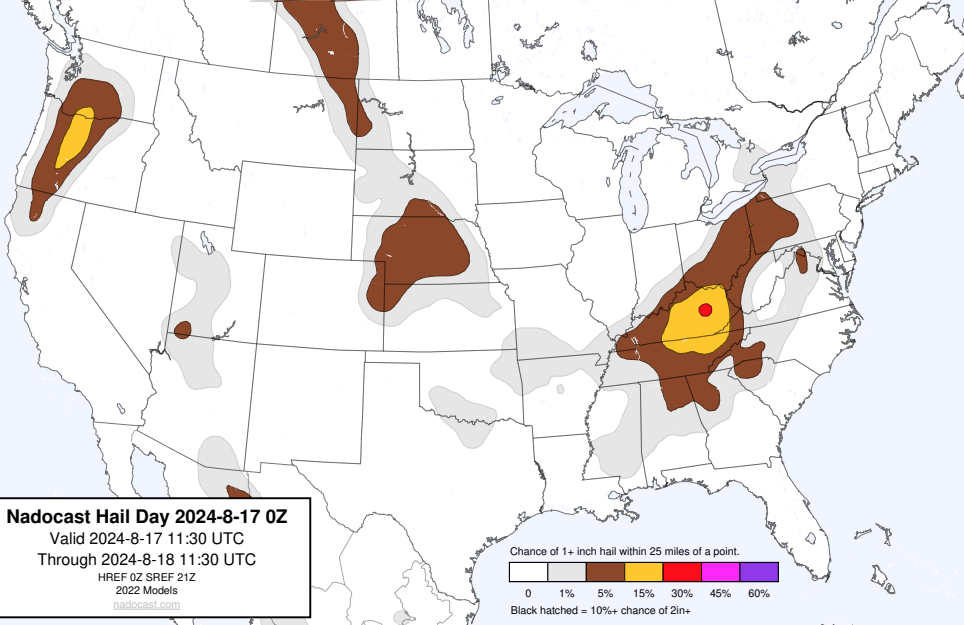 Nadocast Hail Day 2024-8-17 0Z
Valid 2024-8-17 11:30 UTC
Through 2024-8-18 11:30 UTC
HREF 0Z SREF 21Z
2022 Models
nadocast.com
Chance of 1+ inch hail within 25 miles of a point.
0 1% 5% 15% 30% 45% 60%
Black hatched = 10%+ chance of 2in+